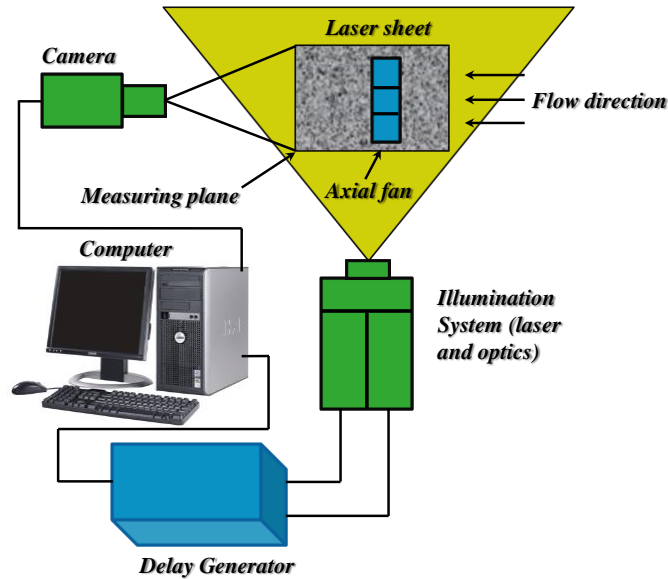 Laser sheet
Camera
Flow direction
Measuring plane
Axial fan
Computer
Illumination
System (laser
and optics)
Delay Generator